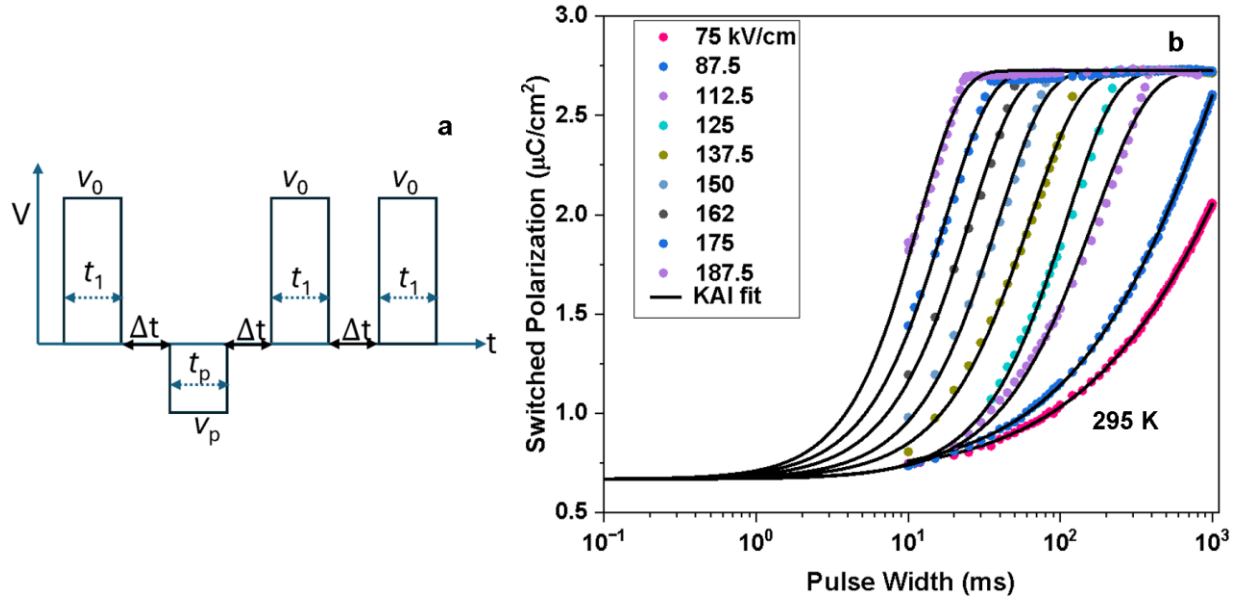 a
V
v₀
v₀
v₀
t₁
t₁
t₁
Δt
Δt
Δt
t
tₚ
vₚ
b
Switched Polarization (μC/cm²)
3.0
2.5
2.0
1.5
1.0
0.5
75 kV/cm
87.5
112.5
125
137.5
150
162
175
187.5
KAI fit
295 K
10⁻¹
10⁰
10¹
10²
10³
Pulse Width (ms)